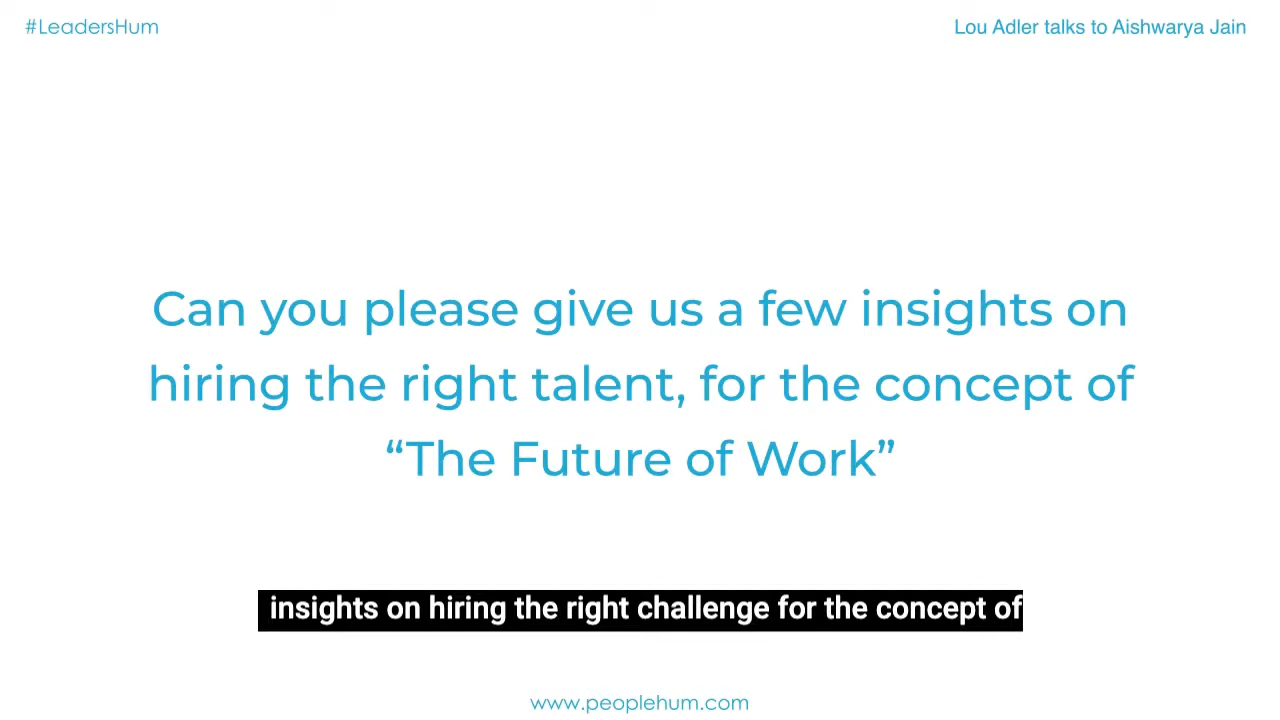 #LeadersHum
Lou Adler talks to Aishwarya Jain
Can you please give us a few insights on
hiring the right talent, for the concept of
“The Future of Work”
insights on hiring the right challenge for the concept of
www.peoplehum.com